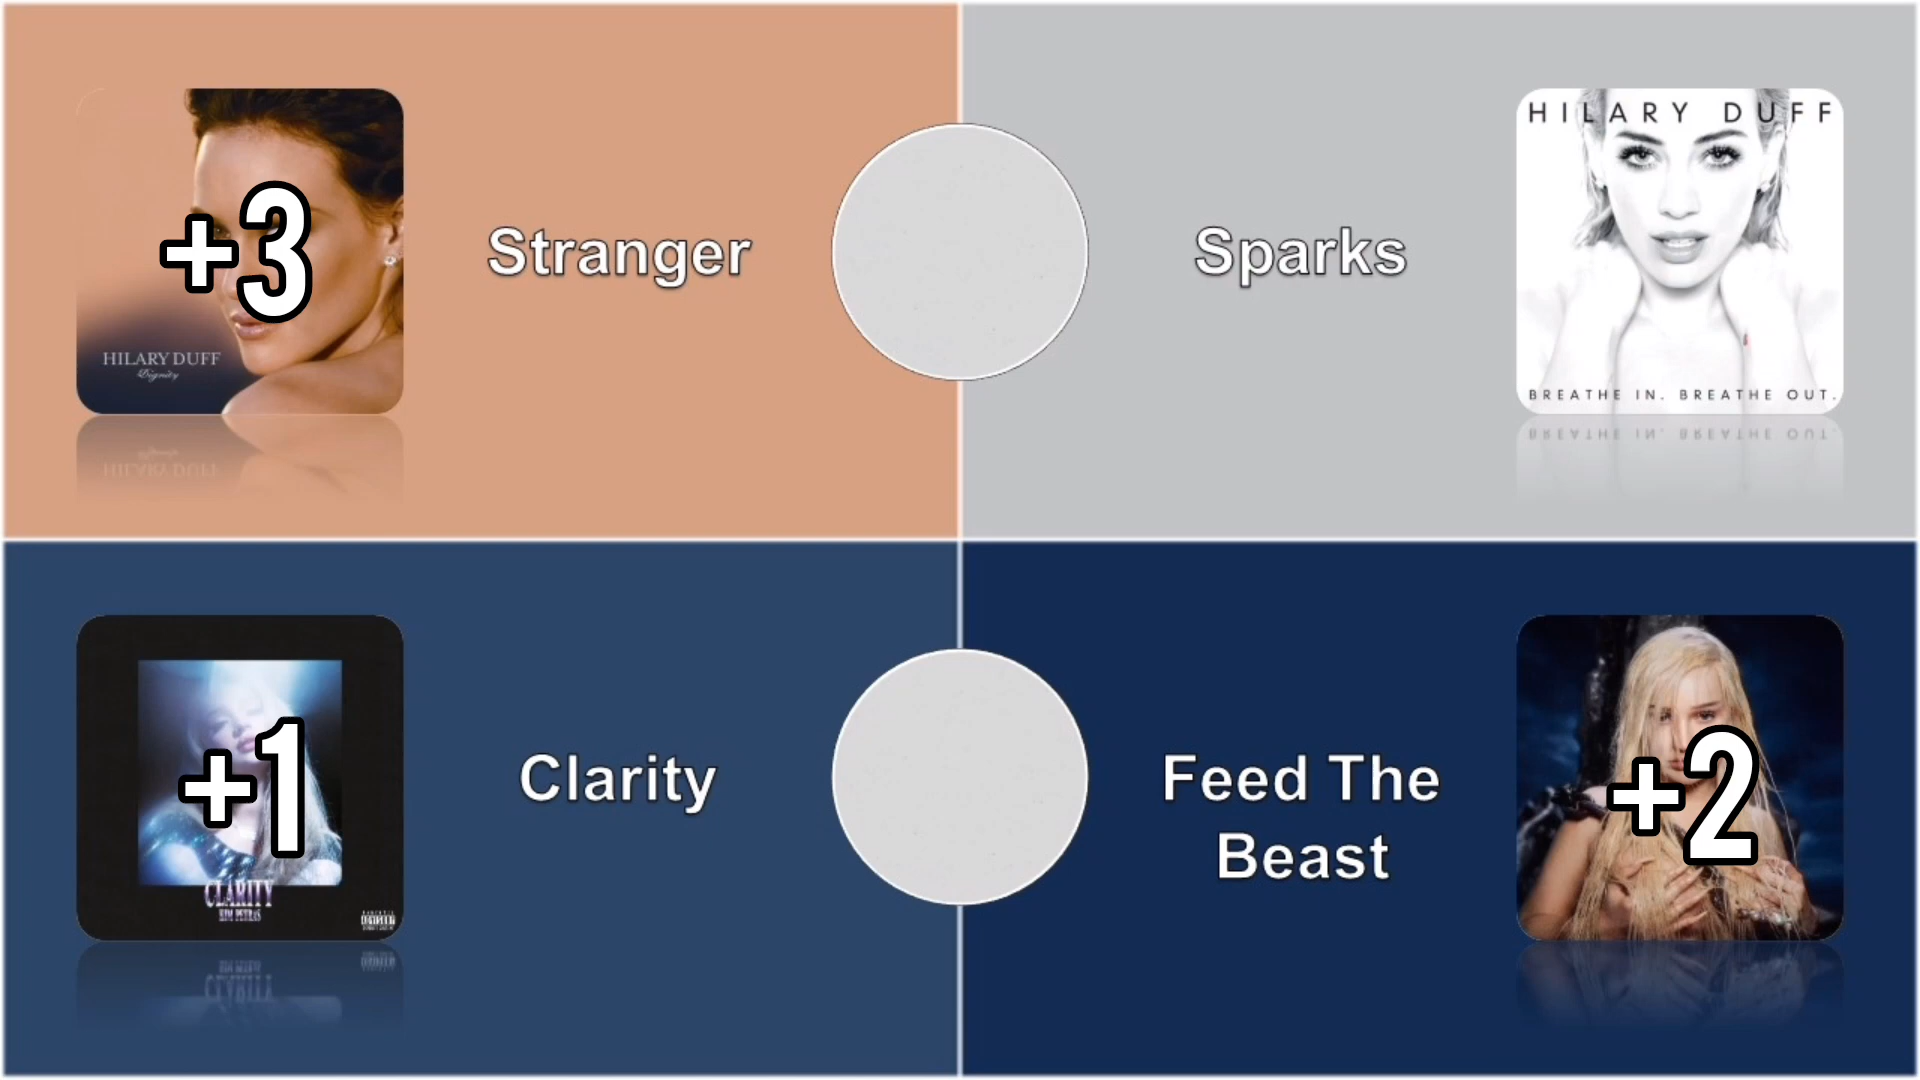 +3
HILARY DUFF
Dignity
Stranger
Sparks
HILARY DUFF
BREATHE IN. BREATHE OUT.
+1
CLARITY
KIM PETRAS
Clarity
Feed The
Beast
+2